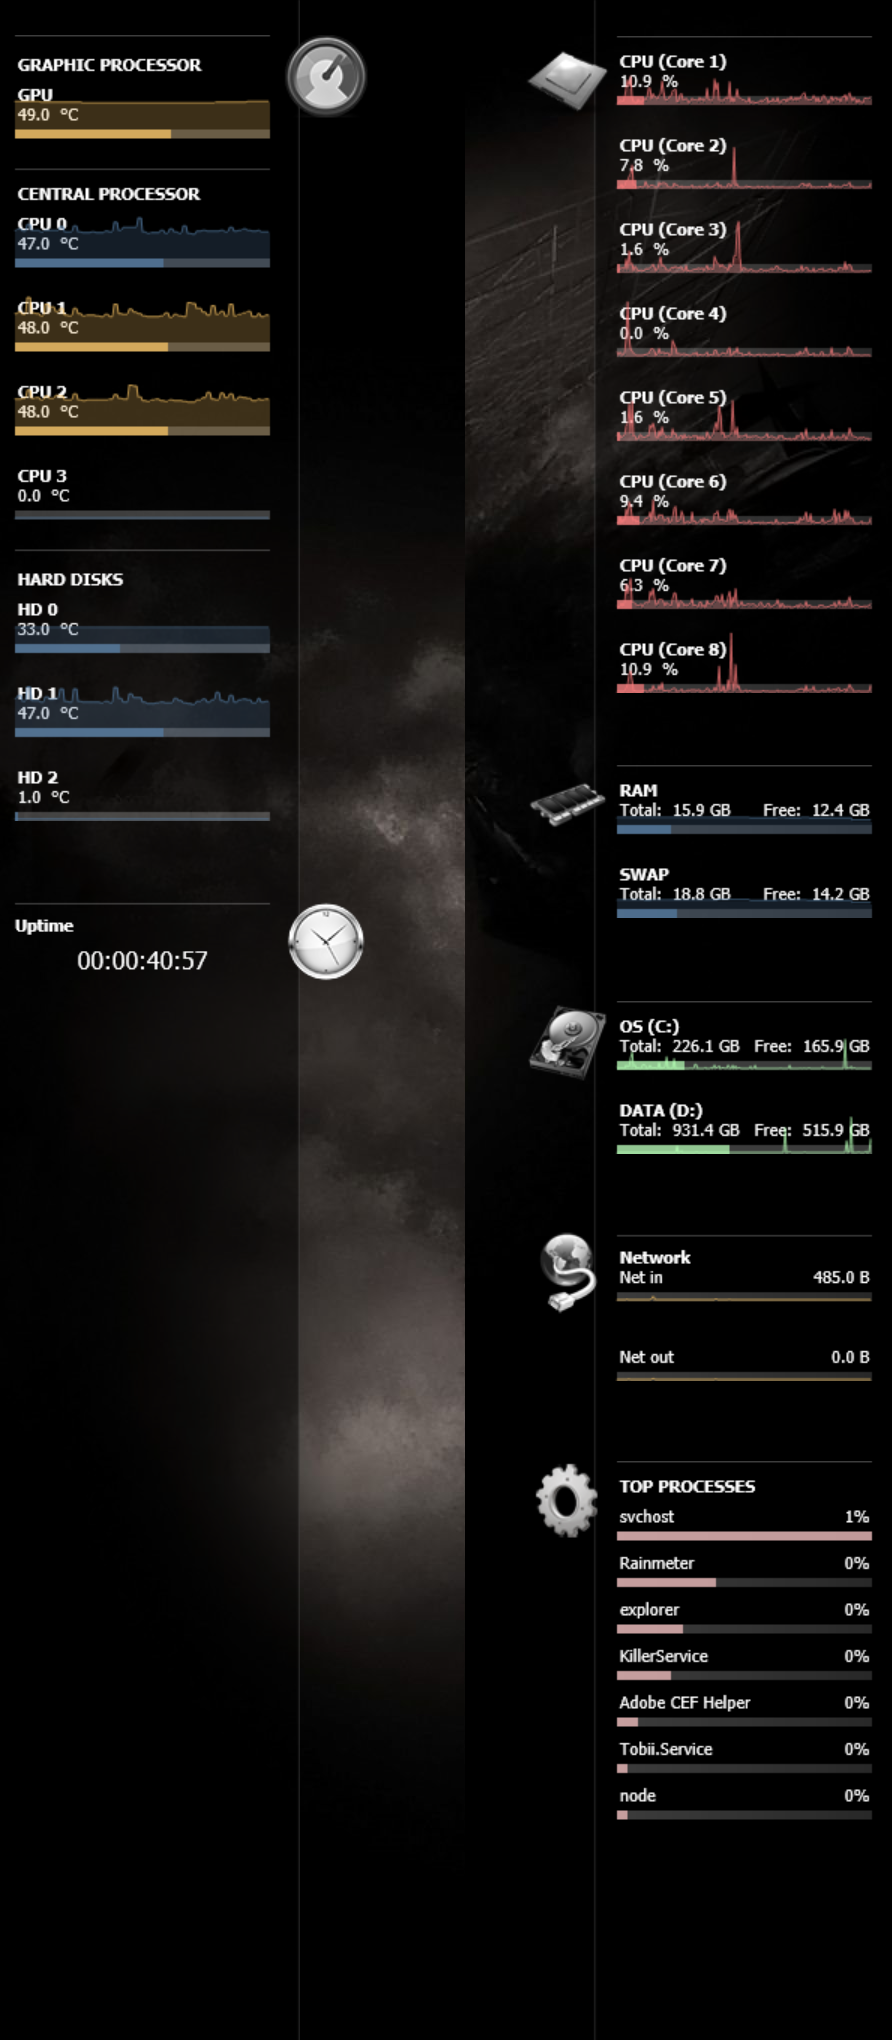 GRAPHIC PROCESSOR
GPU
49.0 °C
CENTRAL PROCESSOR
CPU 0
47.0 °C
CPU 1
48.0 °C
CPU 2
48.0 °C
CPU 3
0.0 °C
HARD DISKS
HD 0
33.0 °C
HD 1
47.0 °C
HD 2
1.0 °C
Uptime
00:00:40:57
12
CPU (Core 1)
10.9 %
CPU (Core 2)
7.8 %
CPU (Core 3)
1.6 %
CPU (Core 4)
0.0 %
CPU (Core 5)
1.6 %
CPU (Core 6)
9.4 %
CPU (Core 7)
6.3 %
CPU (Core 8)
10.9 %
RAM
Total: 15.9 GB Free: 12.4 GB
SWAP
Total: 18.8 GB Free: 14.2 GB
OS (C:)
Total: 226.1 GB Free: 165.9 GB
DATA (D:)
Total: 931.4 GB Free: 515.9 GB
Network
Net in 485.0 B
Net out 0.0 B
TOP PROCESSES
svchost 1%
Rainmeter 0%
explorer 0%
KillerService 0%
Adobe CEF Helper 0%
Tobii.Service 0%
node 0%